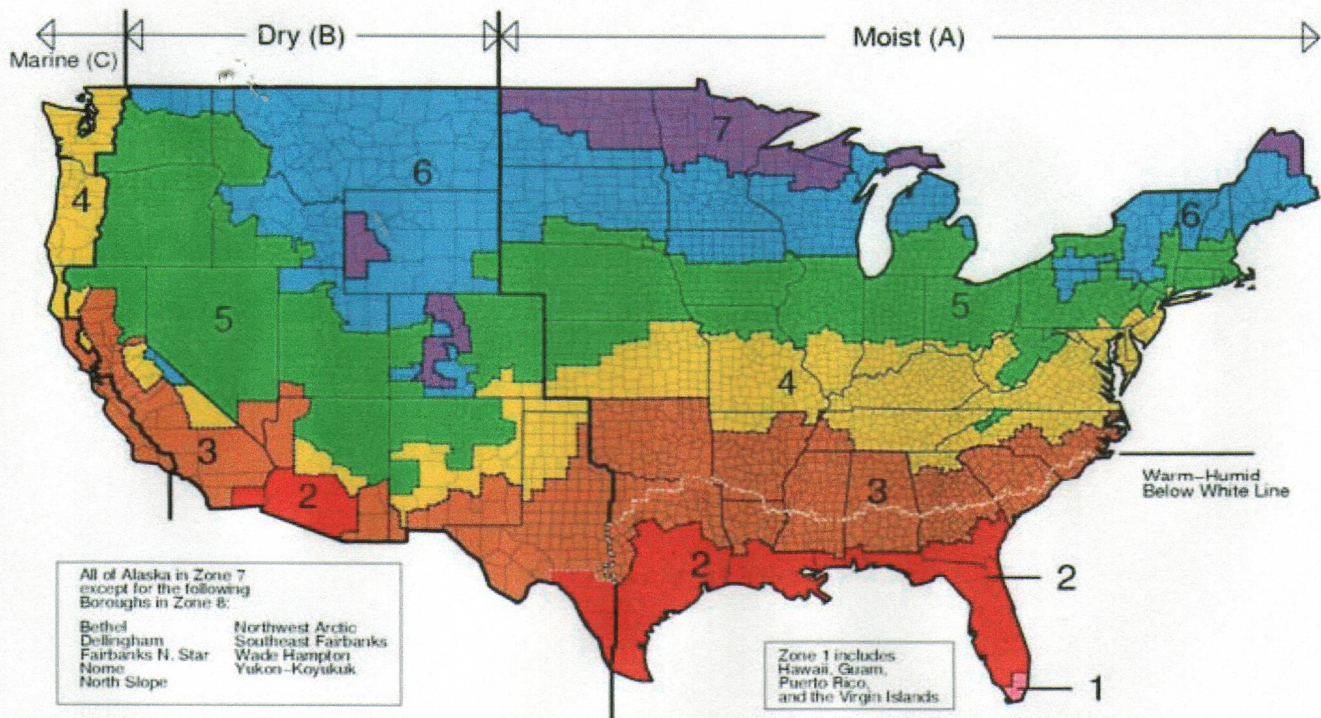 Marine (C)
Dry (B)
Moist (A)
7
6
6
4
5
5
4
3
3
2
2
2
1
Warm-Humid
Below White Line
All of Alaska in Zone 7
except for the following
Boroughs in Zone 8:
Bethel Northwest Arctic
Dellingham Southeast Fairbanks
Fairbanks N. Star Wade Hampton
Nome Yukon-Koyukuk
North Slope
Zone 1 includes
Hawaii, Guam,
Puerto Rico,
and the Virgin Islands